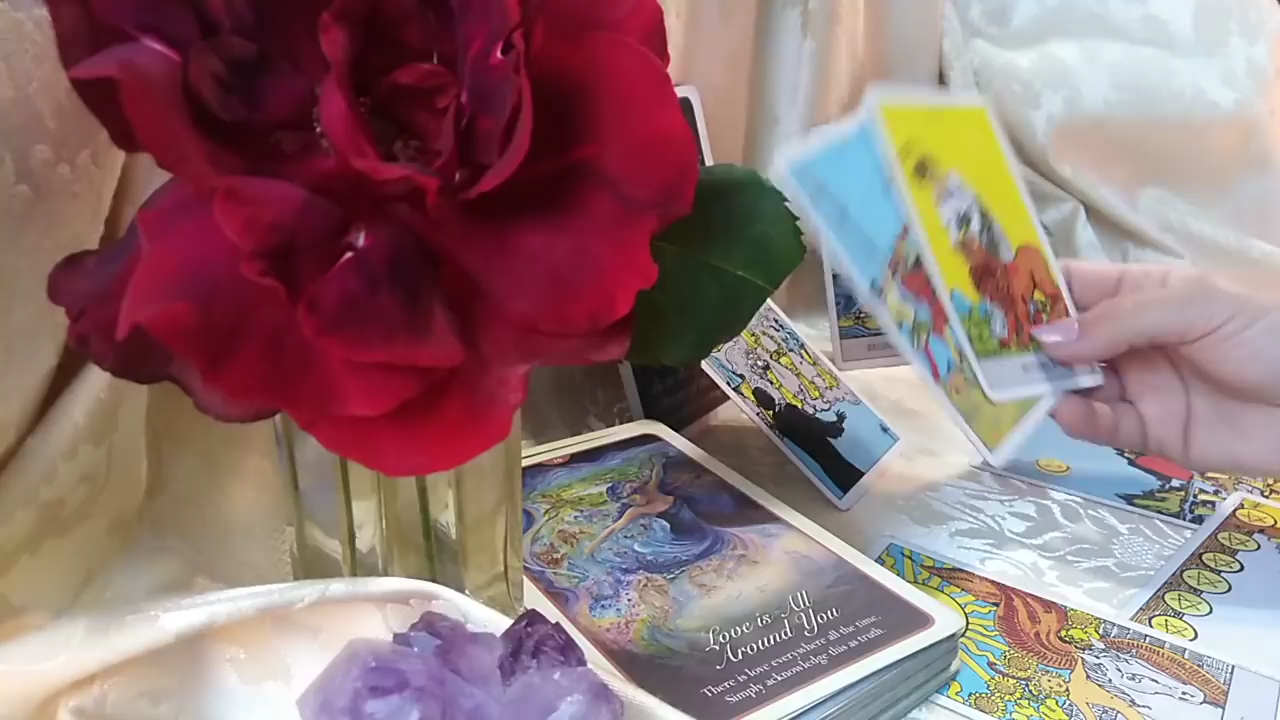 Love is All
Around You
There is love everywhere all the time.
Simply acknowledge this as truth.